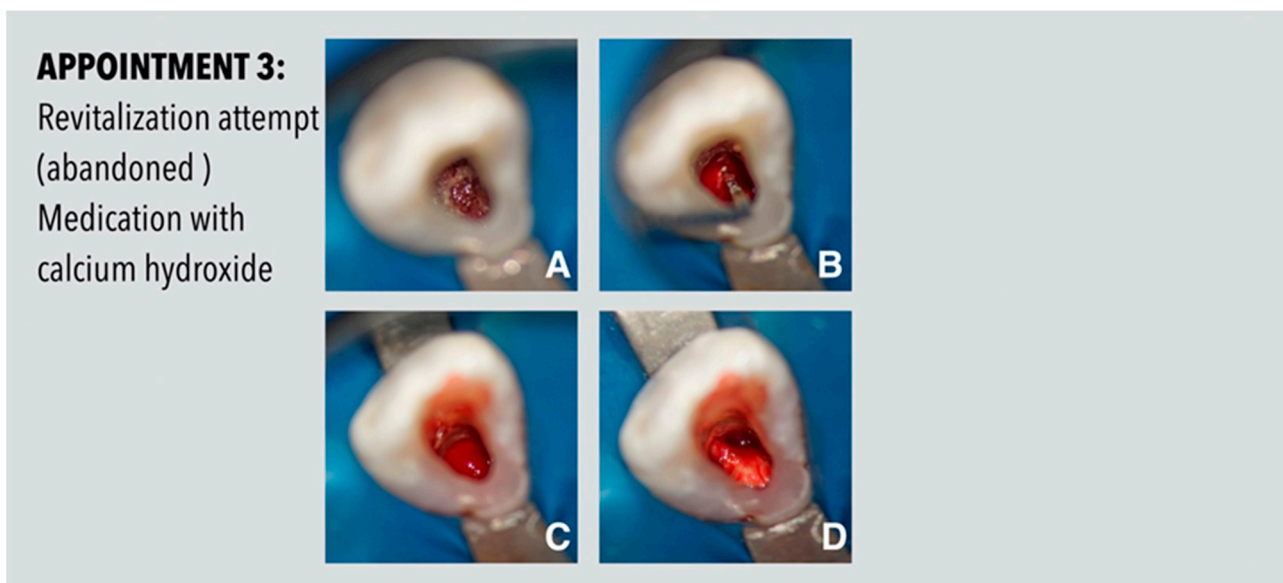 APPOINTMENT 3:
Revitalization attempt
(abandoned )
Medication with
calcium hydroxide
A
B
C
D